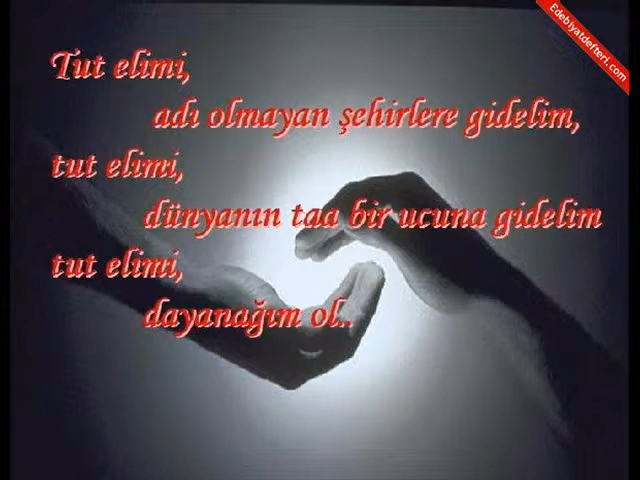 Edebiyatdefteri.com
Tut elimi,
adı olmayan şehirlere gidelim,
tut elimi,
dünyanın taa bir ucuna gidelim
tut elimi,
dayanağım ol..